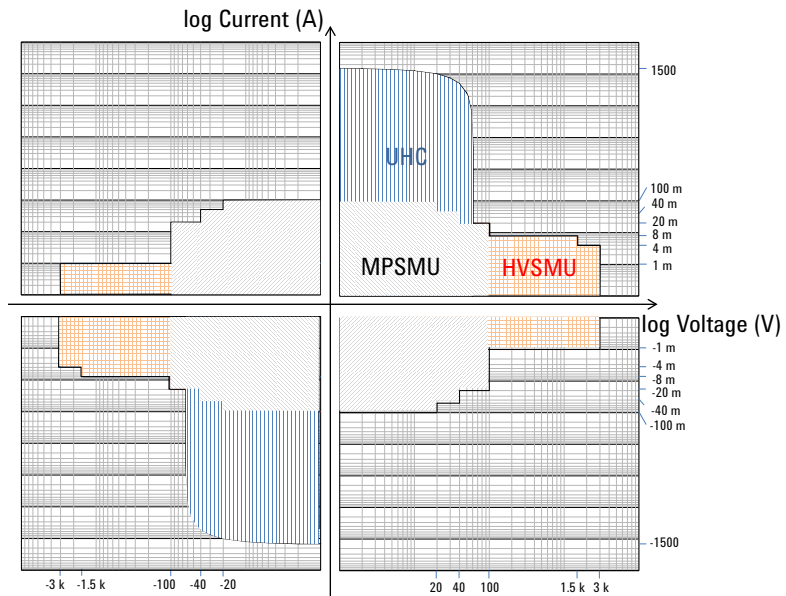 log Current (A)
1500
UHC
100 m
40 m
20 m
8 m
4 m
1 m
MPSMU
HVSMU
log Voltage (V)
-1 m
-4 m
-8 m
-20 m
-40 m
-100 m
-1500
-3 k -1.5 k -100 -40 -20
20 40 100 1.5 k 3 k